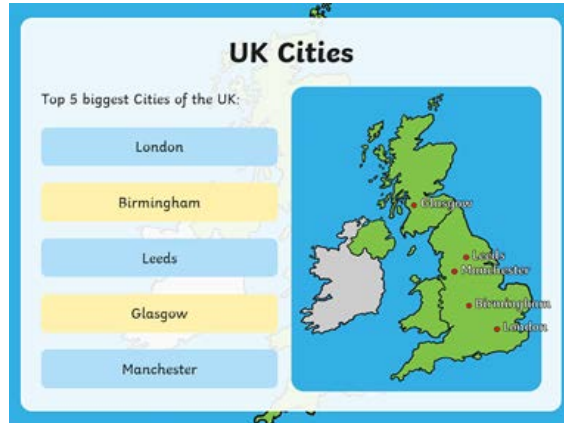 UK Cities
Top 5 biggest Cities of the UK:
London
Birmingham
Leeds
Glasgow
Manchester
Glasgow
Leeds
Manchester
Birmingham
London